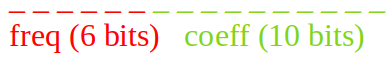 _ _ _ _ _ _ _ _ _ _ _ _ _ _ _ _
freq (6 bits) coeff (10 bits)